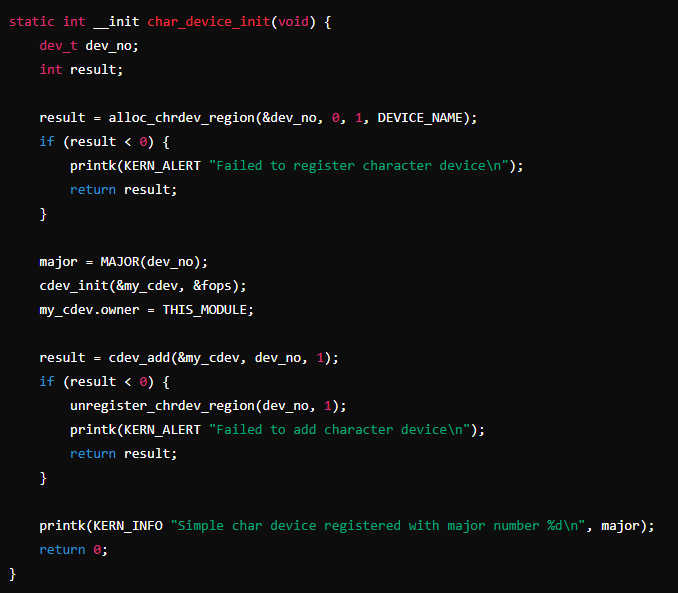 static int __init char_device_init(void) {
    dev_t dev_no;
    int result;

    result = alloc_chrdev_region(&dev_no, 0, 1, DEVICE_NAME);
    if (result < 0) {
        printk(KERN_ALERT "Failed to register character device\n");
        return result;
    }

    major = MAJOR(dev_no);
    cdev_init(&my_cdev, &fops);
    my_cdev.owner = THIS_MODULE;

    result = cdev_add(&my_cdev, dev_no, 1);
    if (result < 0) {
        unregister_chrdev_region(dev_no, 1);
        printk(KERN_ALERT "Failed to add character device\n");
        return result;
    }

    printk(KERN_INFO "Simple char device registered with major number %d\n", major);
    return 0;
}